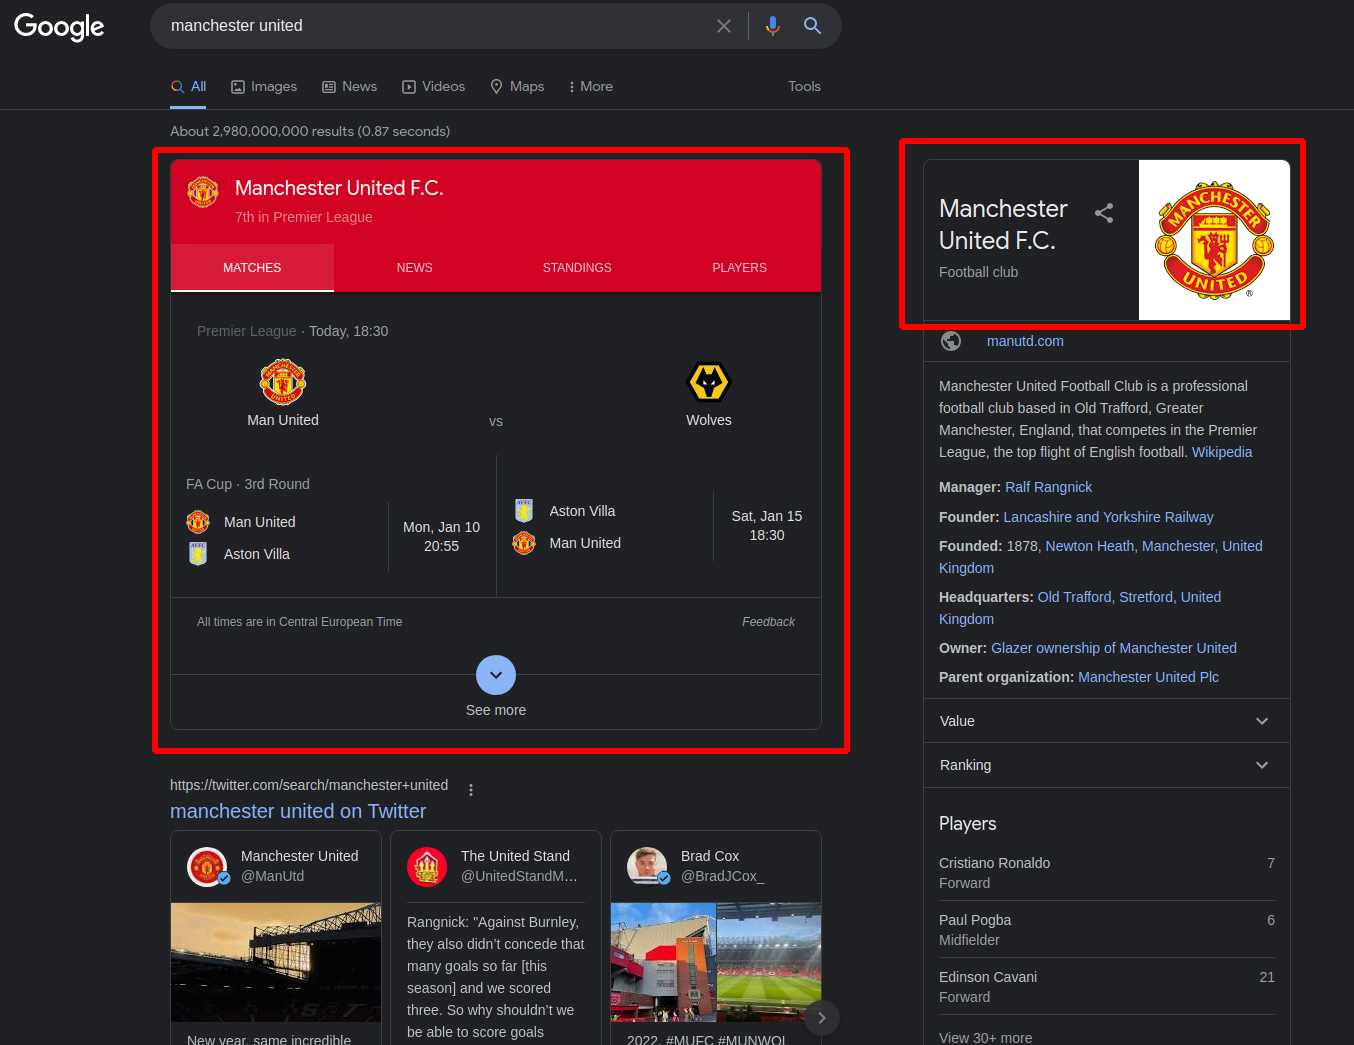 Google
manchester united
All
Images
News
Videos
Maps
More
Tools
About 2,980,000,000 results (0.87 seconds)
Manchester United F.C.
7th in Premier League
MATCHES
NEWS
STANDINGS
PLAYERS
Premier League · Today, 18:30
Man United
vs
Wolves
FA Cup · 3rd Round
Man United
Aston Villa
Mon, Jan 10
20:55
Aston Villa
Man United
Sat, Jan 15
18:30
All times are in Central European Time
Feedback
See more
https://twitter.com/search/manchester+united
manchester united on Twitter
Manchester United
@ManUtd
New year, same incredible
The United Stand
@UnitedStandM…
Rangnick: "Against Burnley,
they also didn’t concede that
many goals so far [this
season] and we scored
three. So why shouldn’t we
be able to score goals
Brad Cox
@BradJCox_
2022. #MUFC #MUNWOL
Manchester
United F.C.
Football club
MANCHESTER
UNITED
®
manutd.com
Manchester United Football Club is a professional
football club based in Old Trafford, Greater
Manchester, England, that competes in the Premier
League, the top flight of English football. Wikipedia
Manager: Ralf Rangnick
Founder: Lancashire and Yorkshire Railway
Founded: 1878, Newton Heath, Manchester, United
Kingdom
Headquarters: Old Trafford, Stretford, United
Kingdom
Owner: Glazer ownership of Manchester United
Parent organization: Manchester United Plc
Value
Ranking
Players
Cristiano Ronaldo 7
Forward
Paul Pogba 6
Midfielder
Edinson Cavani 21
Forward
View 30+ more